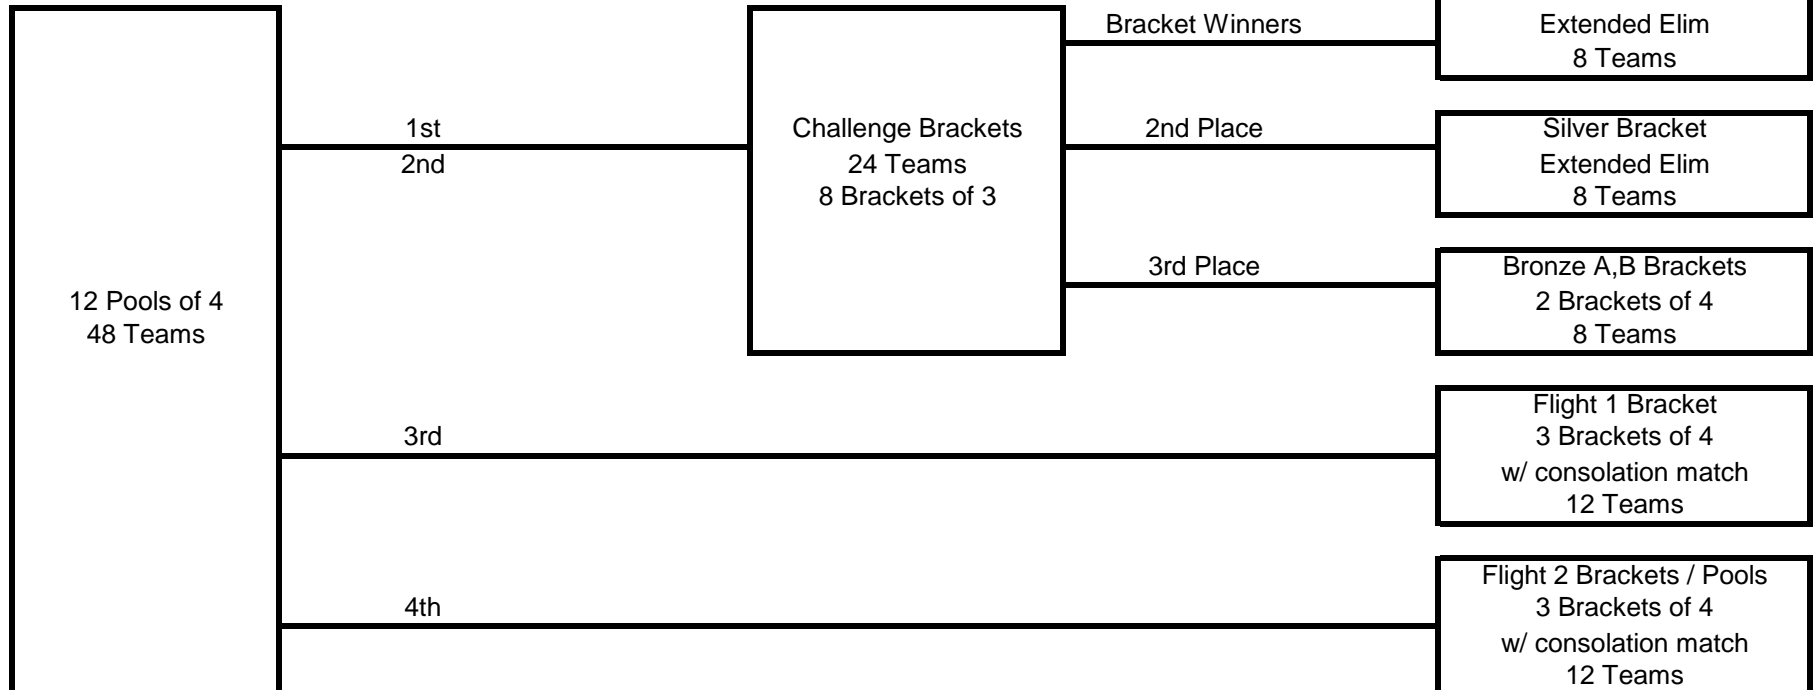 12 Pools of 4
48 Teams
1st
2nd
3rd
4th
Challenge Brackets
24 Teams
8 Brackets of 3
Bracket Winners
2nd Place
3rd Place
Extended Elim
8 Teams
Silver Bracket
Extended Elim
8 Teams
Bronze A,B Brackets
2 Brackets of 4
8 Teams
Flight 1 Bracket
3 Brackets of 4
w/ consolation match
12 Teams
Flight 2 Brackets / Pools
3 Brackets of 4
w/ consolation match
12 Teams